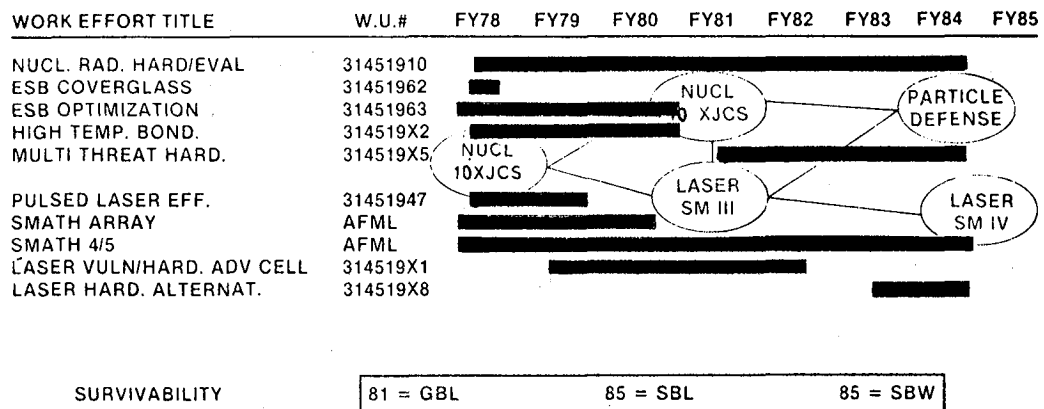 WORK EFFORT TITLE W.U.# FY78 FY79 FY80 FY81 FY82 FY83 FY84 FY85
NUCL. RAD. HARD/EVAL 31451910
ESB COVERGLASS 31451962
ESB OPTIMIZATION 31451963
HIGH TEMP. BOND. 314519X2
MULTI THREAT HARD. 314519X5
NUCL
10XJCS
NUCL
10 XJCS
PARTICLE
DEFENSE
PULSED LASER EFF. 31451947
SMATH ARRAY AFML
SMATH 4/5 AFML
LASER VULN/HARD. ADV CELL 314519X1
LASER HARD. ALTERNAT. 314519X8
LASER
SM III
LASER
SM IV
SURVIVABILITY 81 = GBL 85 = SBL 85 = SBW